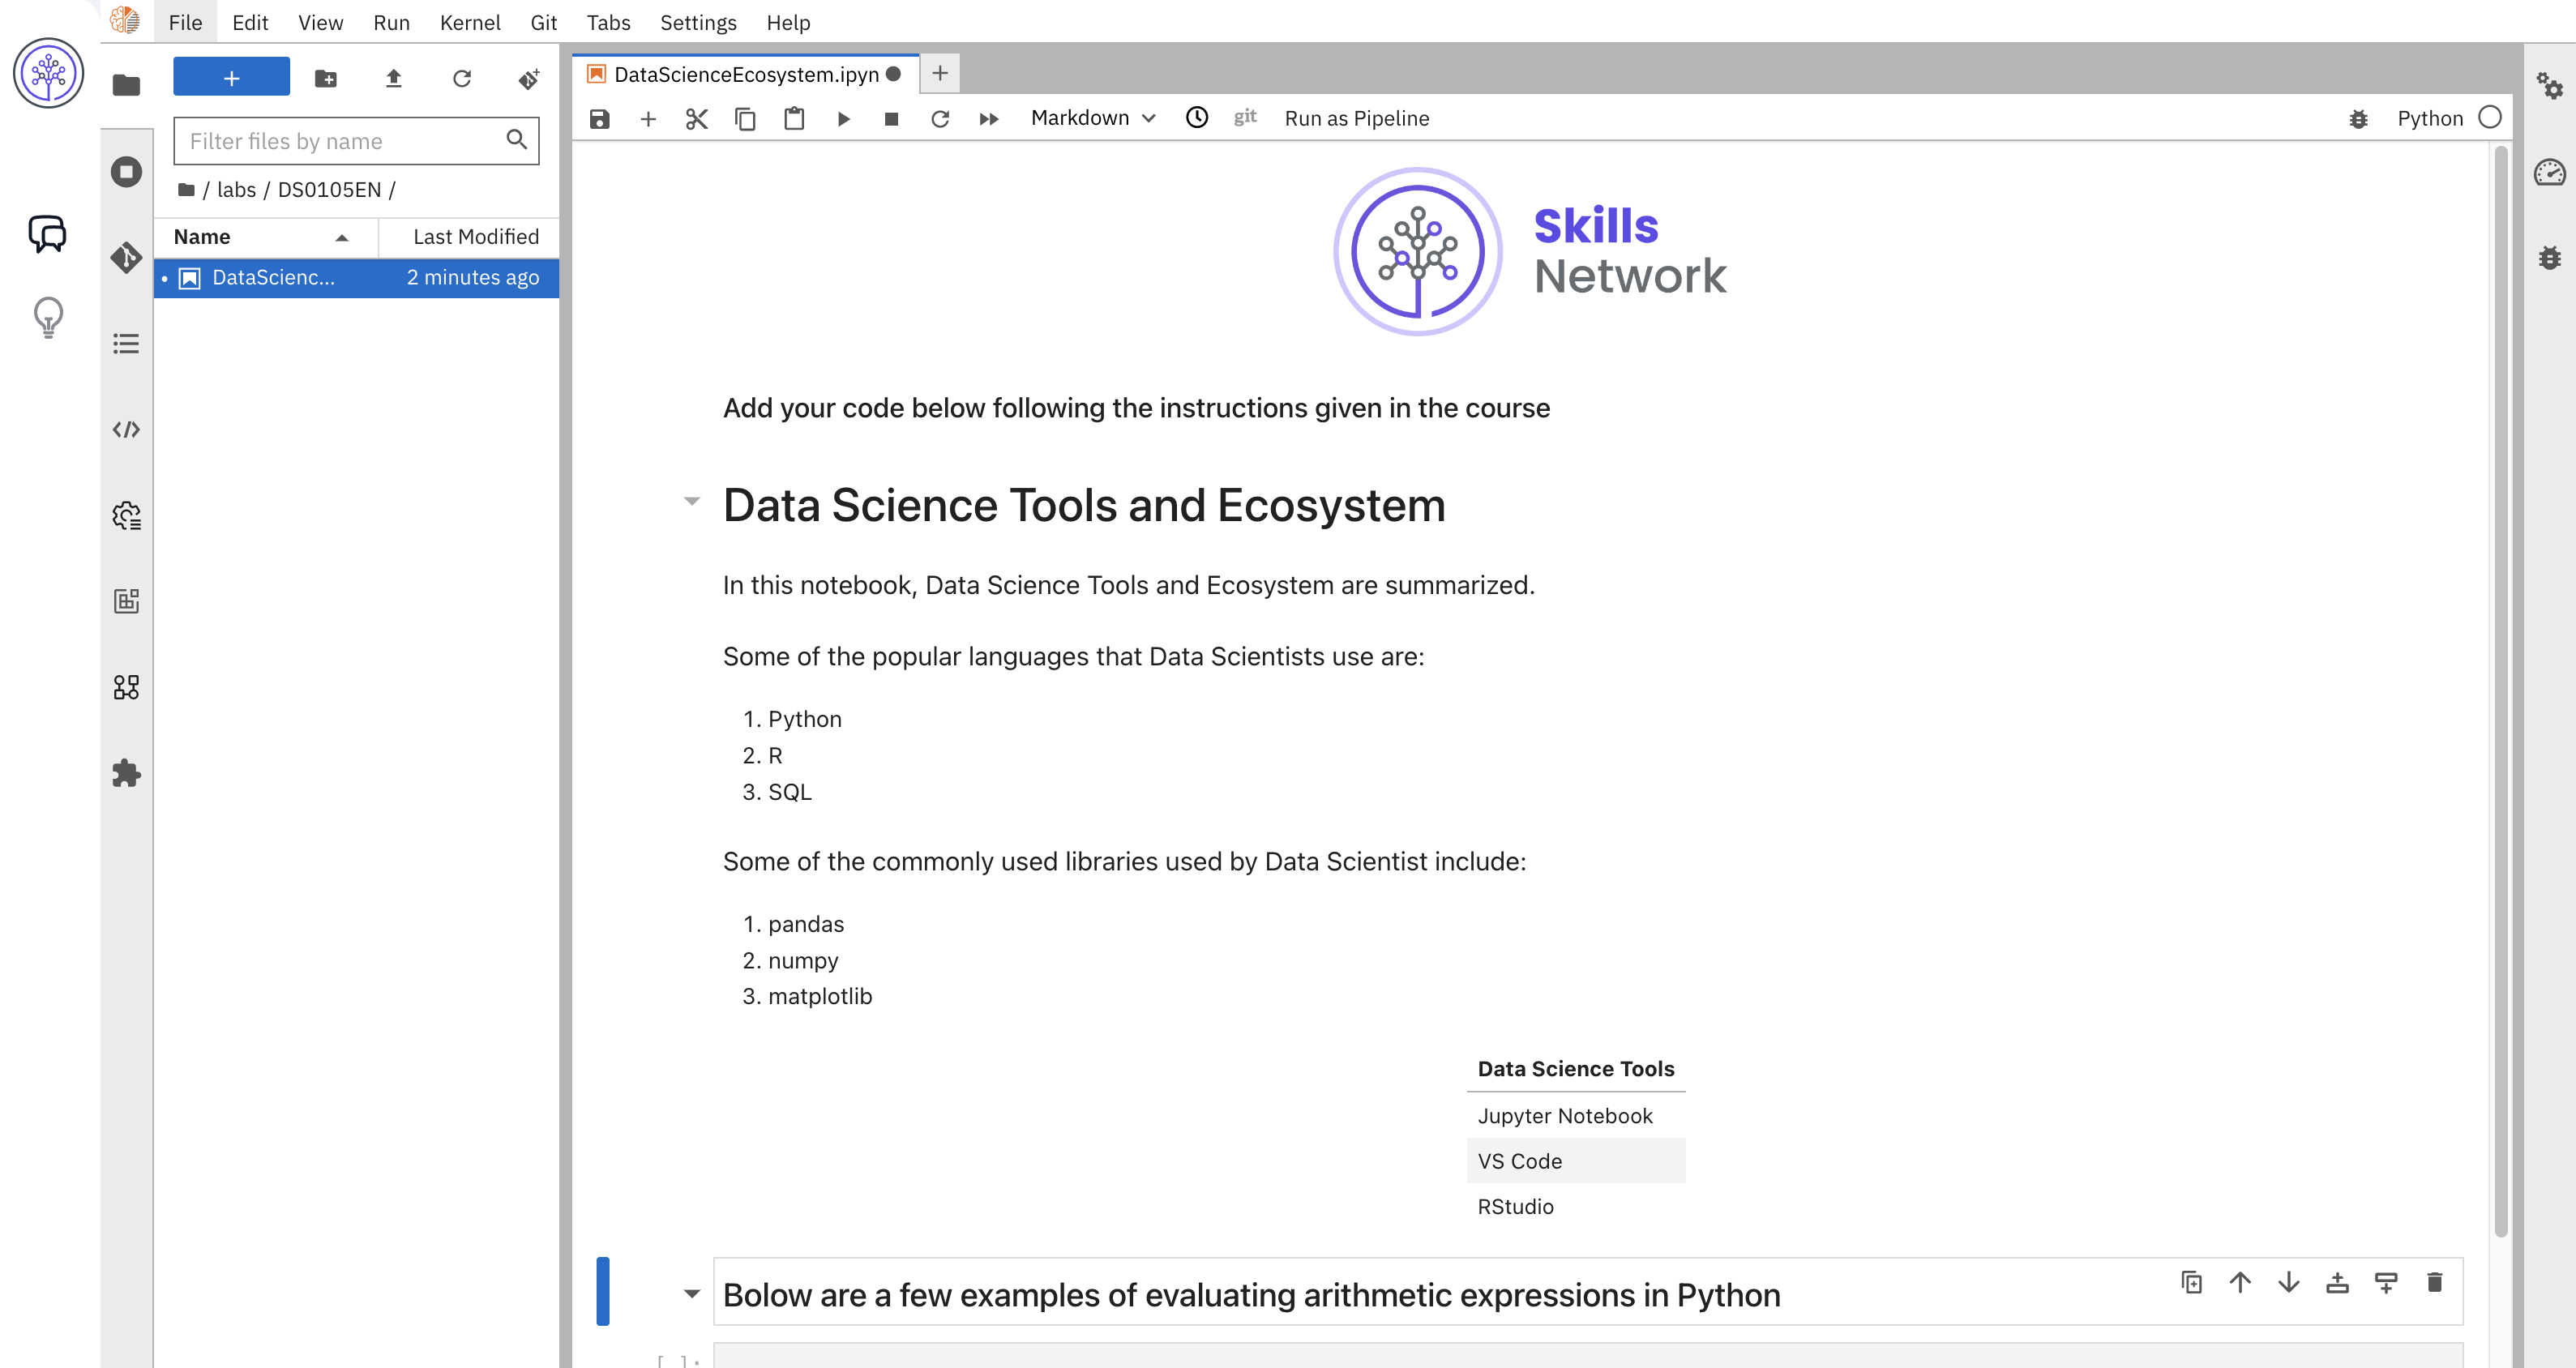 File Edit View Run Kernel Git Tabs Settings Help
+
DataScienceEcosystem.ipyn
Filter files by name
/ labs / DS0105EN /
Name Last Modified
DataScienc... 2 minutes ago
Markdown git Run as Pipeline Python
Skills
Network
Add your code below following the instructions given in the course
Data Science Tools and Ecosystem
In this notebook, Data Science Tools and Ecosystem are summarized.
Some of the popular languages that Data Scientists use are:
1. Python
2. R
3. SQL
Some of the commonly used libraries used by Data Scientist include:
1. pandas
2. numpy
3. matplotlib
Data Science Tools
Jupyter Notebook
VS Code
RStudio
Bolow are a few examples of evaluating arithmetic expressions in Python
[ ]: